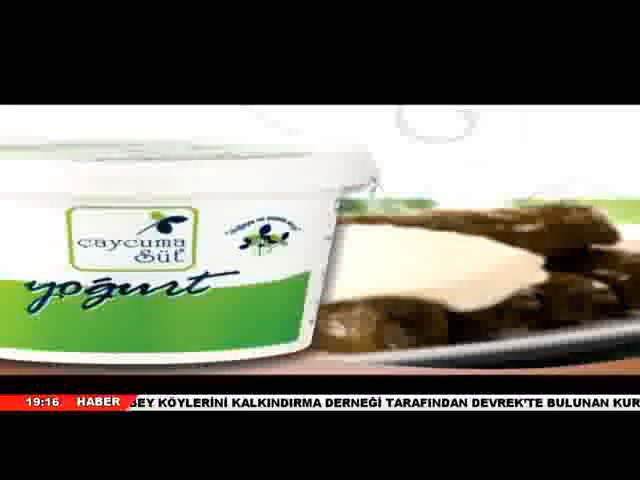 çaycuma
Süt
yoğurt
19:16 HABER BEY KÖYLERİNİ KALKINDIRMA DERNEĞİ TARAFINDAN DEVREK'TE BULUNAN KUR